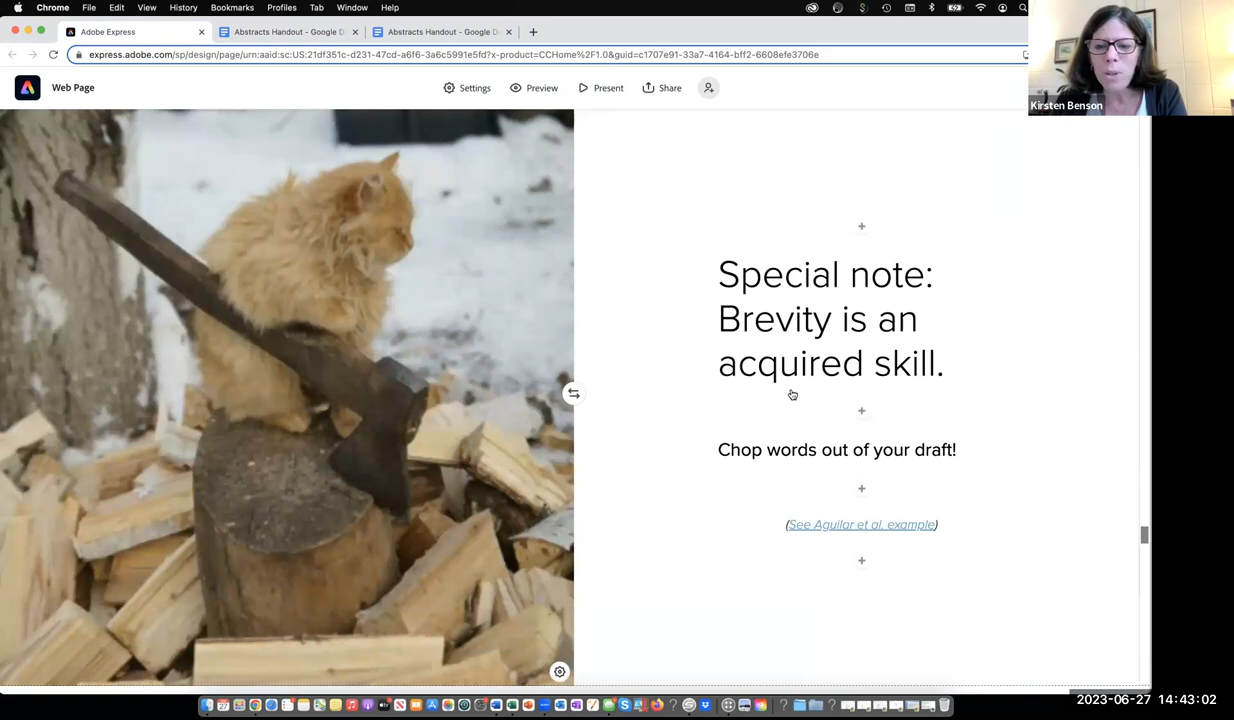 Chrome File Edit View History Bookmarks Profiles Tab Window Help
Adobe Express
Abstracts Handout - Google D
Abstracts Handout - Google D
express.adobe.com/sp/design/page/urn:aaid:sc:US:21df351c-d231-47cd-a6f6-3a6c5991e5fd?x-product=CCHome%2F1.0&guid=c1707e91-33a7-4164-bff2-6608efe3706e
Web Page
Settings
Preview
Present
Share
Kirsten Benson
Special note:
Brevity is an
acquired skill.
Chop words out of your draft!
(See Aguilar et al. example)
2023-06-27 14:43:02